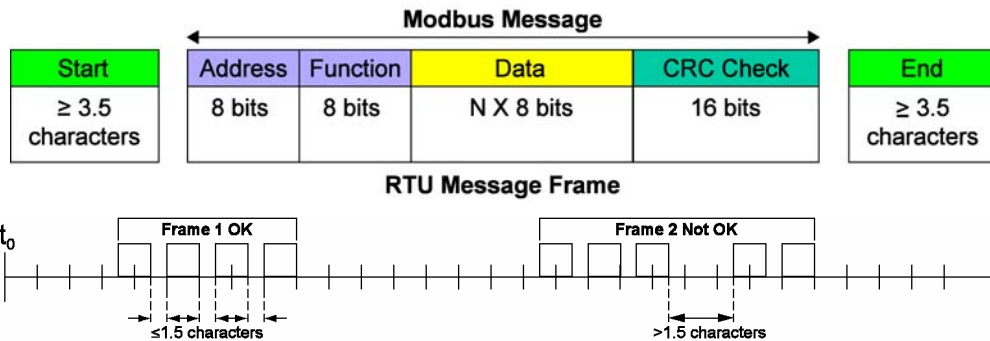 Modbus Message
Start Address Function Data CRC Check End
≥ 3.5 characters 8 bits 8 bits N X 8 bits 16 bits ≥ 3.5 characters
RTU Message Frame
t0
Frame 1 OK
Frame 2 Not OK
≤1.5 characters
>1.5 characters